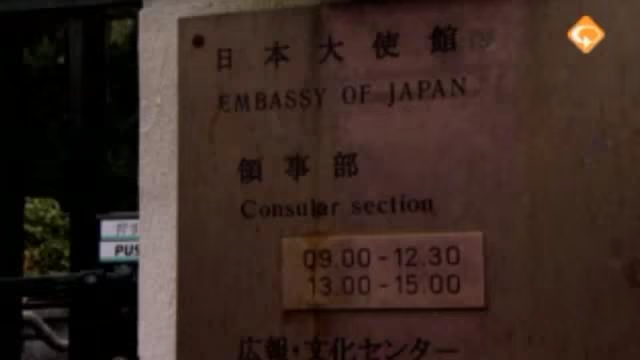 日本大使館
EMBASSY OF JAPAN
領事部
Consular section
09.00 - 12.30
13.00 - 15.00
広報・文化センター
PUS